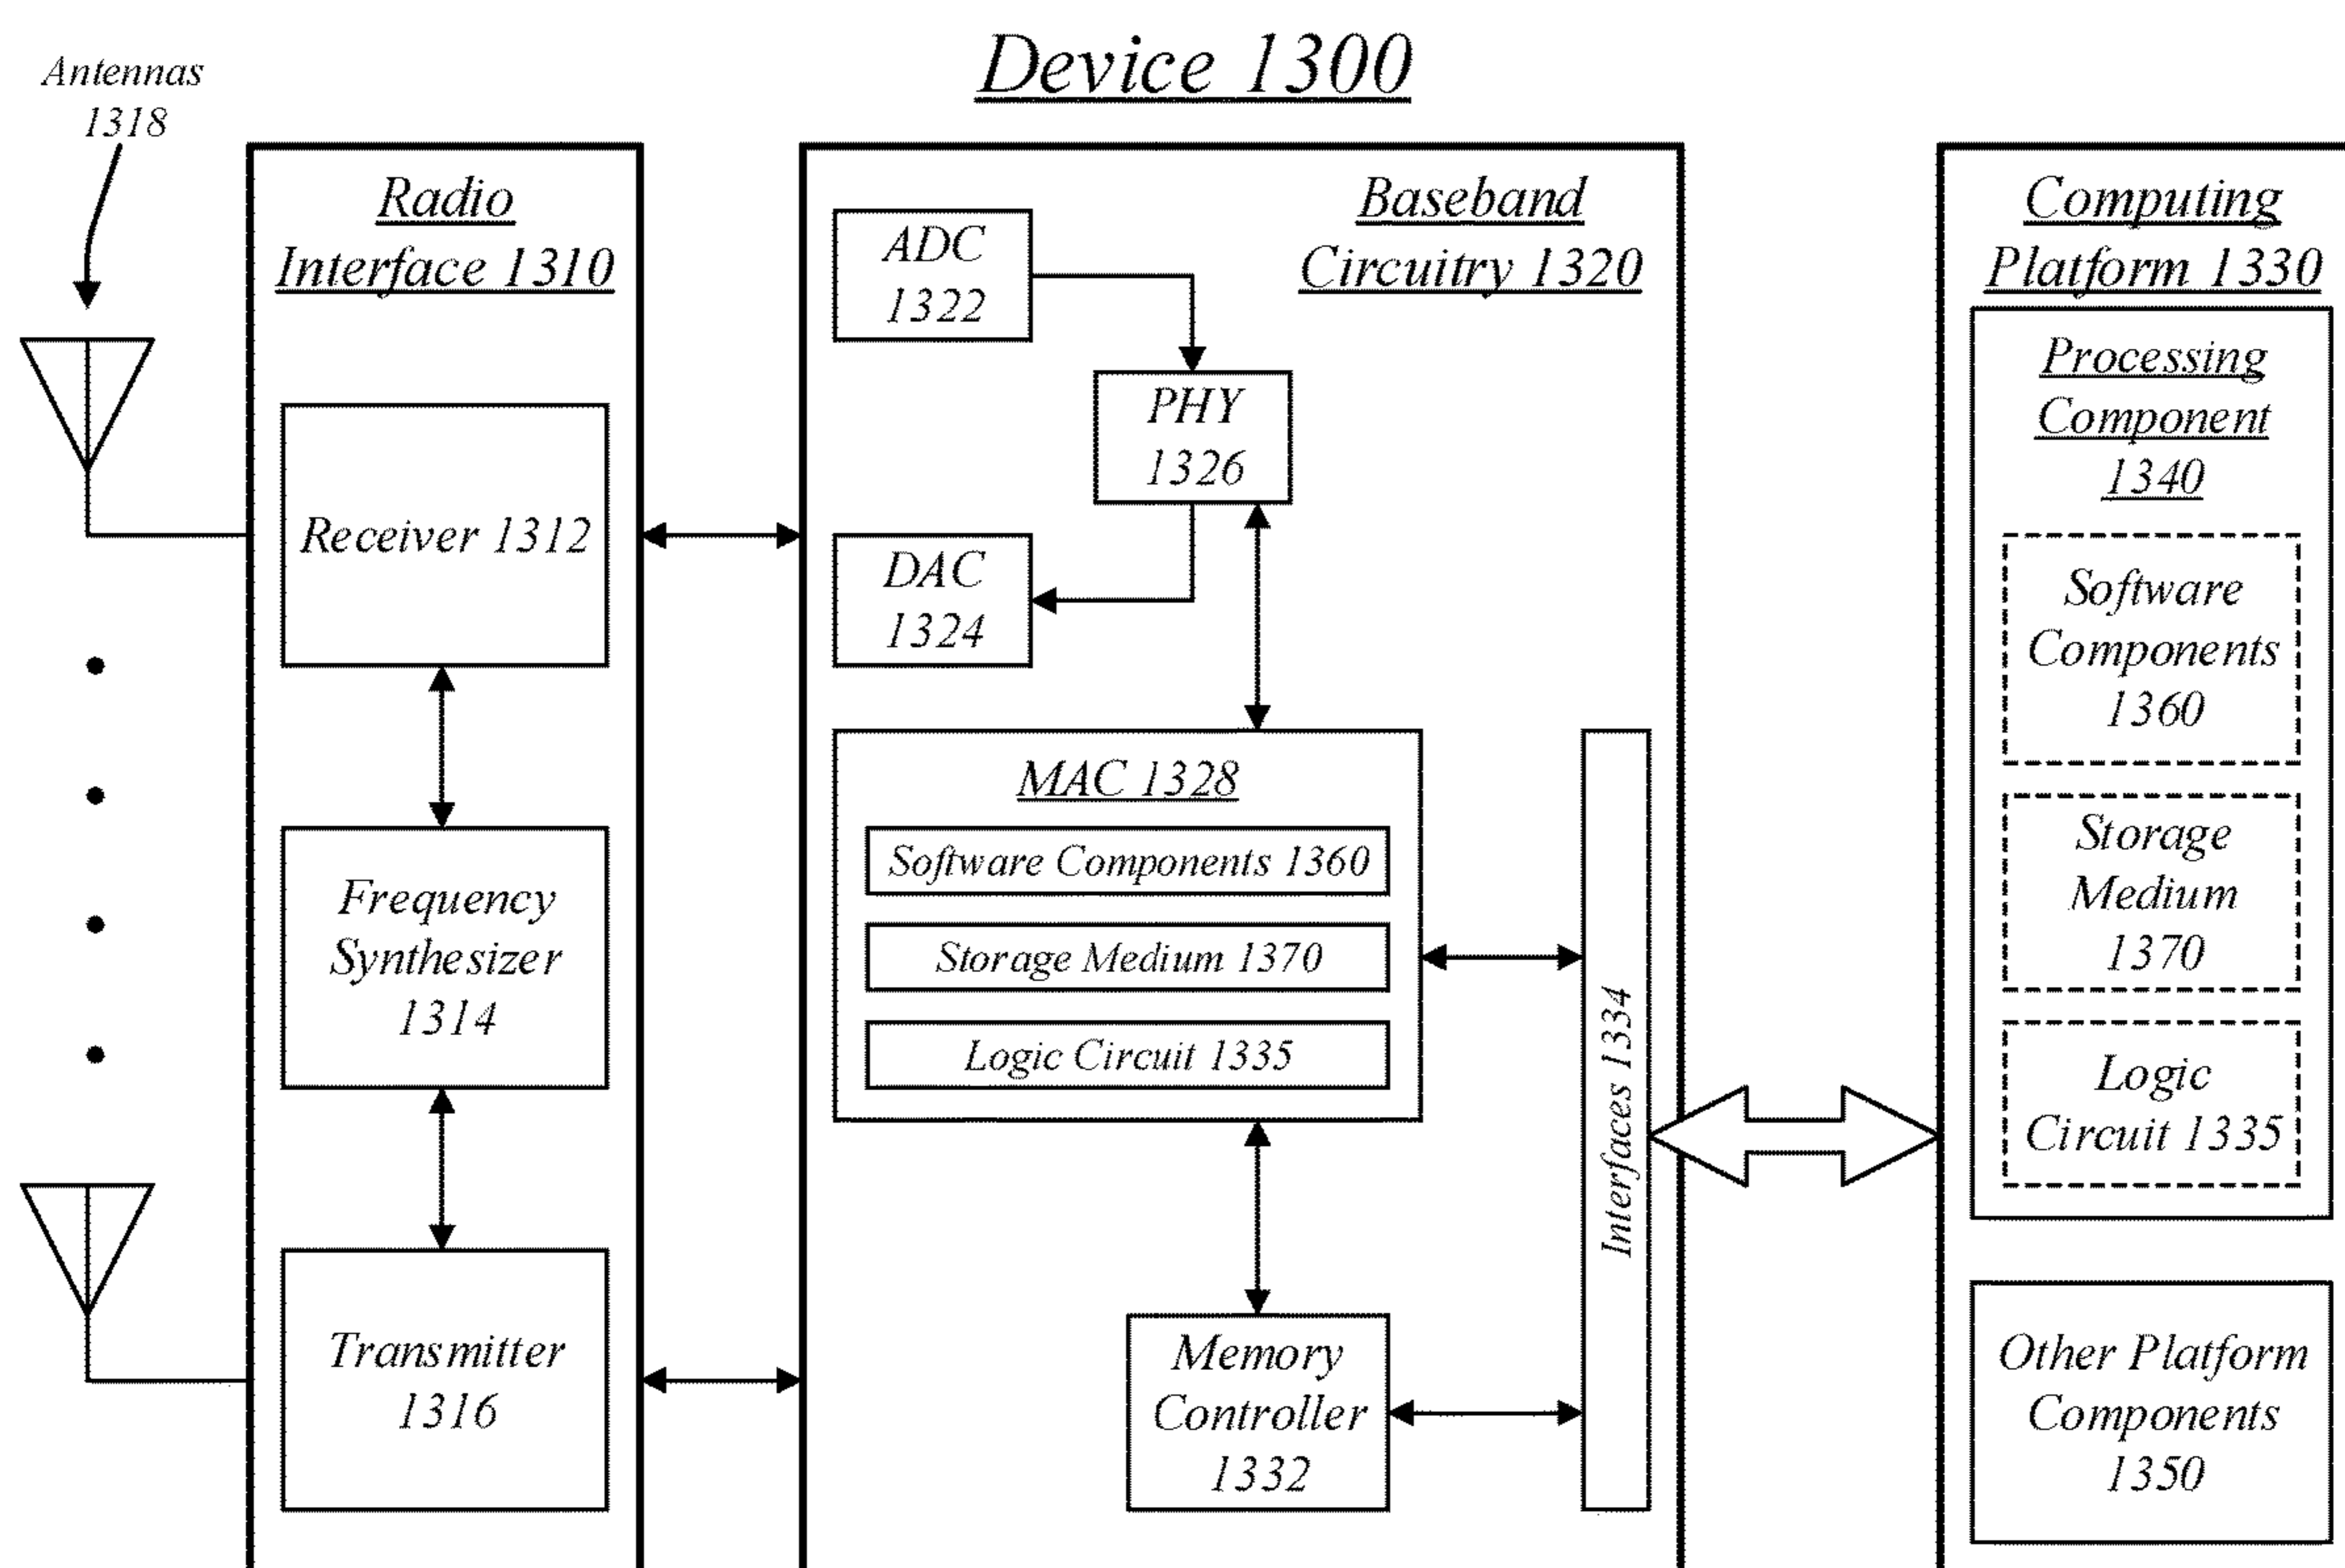 Device 1300
Antennas
1318
Radio
Interface 1310
Receiver 1312
Frequency
Synthesizer
1314
Transmitter
1316
Baseband
Circuitry 1320
ADC
1322
PHY
1326
DAC
1324
MAC 1328
Software Components 1360
Storage Medium 1370
Logic Circuit 1335
Interfaces 1334
Memory
Controller
1332
Computing
Platform 1330
Processing
Component
1340
Software
Components
1360
Storage
Medium
1370
Logic
Circuit 1335
Other Platform
Components
1350